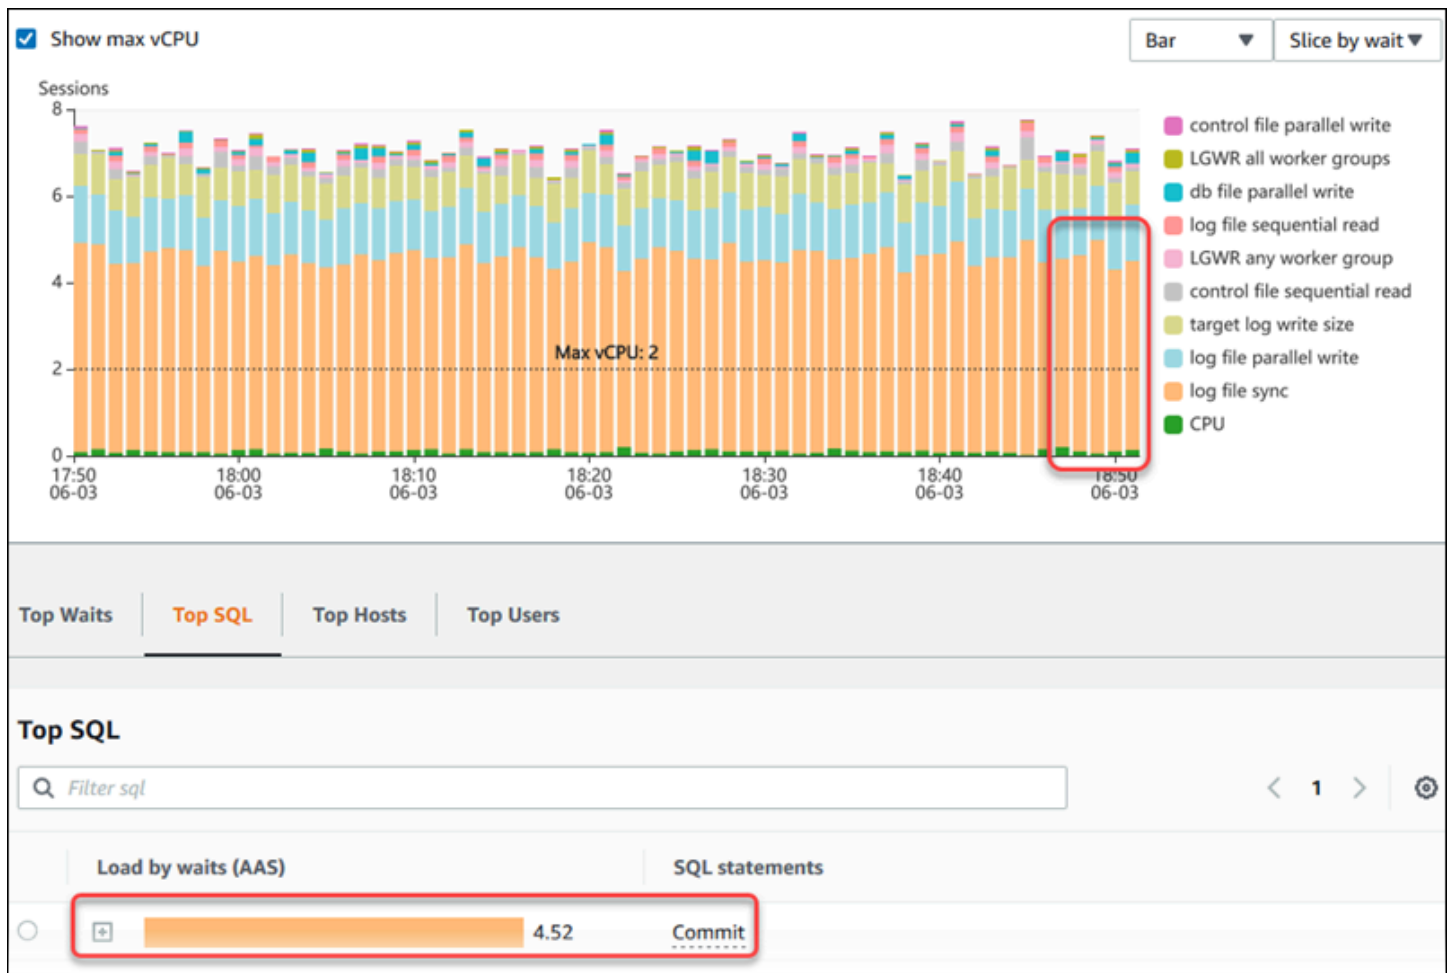 Show max vCPU
Bar
Slice by wait
Sessions
8
6
4
2
0
Max vCPU: 2
17:50 18:00 18:10 18:20 18:30 18:40 18:50
06-03 06-03 06-03 06-03 06-03 06-03 06-03
control file parallel write
LGWR all worker groups
db file parallel write
log file sequential read
LGWR any worker group
control file sequential read
target log write size
log file parallel write
log file sync
CPU
Top Waits Top SQL Top Hosts Top Users
Top SQL
Filter sql
1
Load by waits (AAS) SQL statements
4.52 Commit